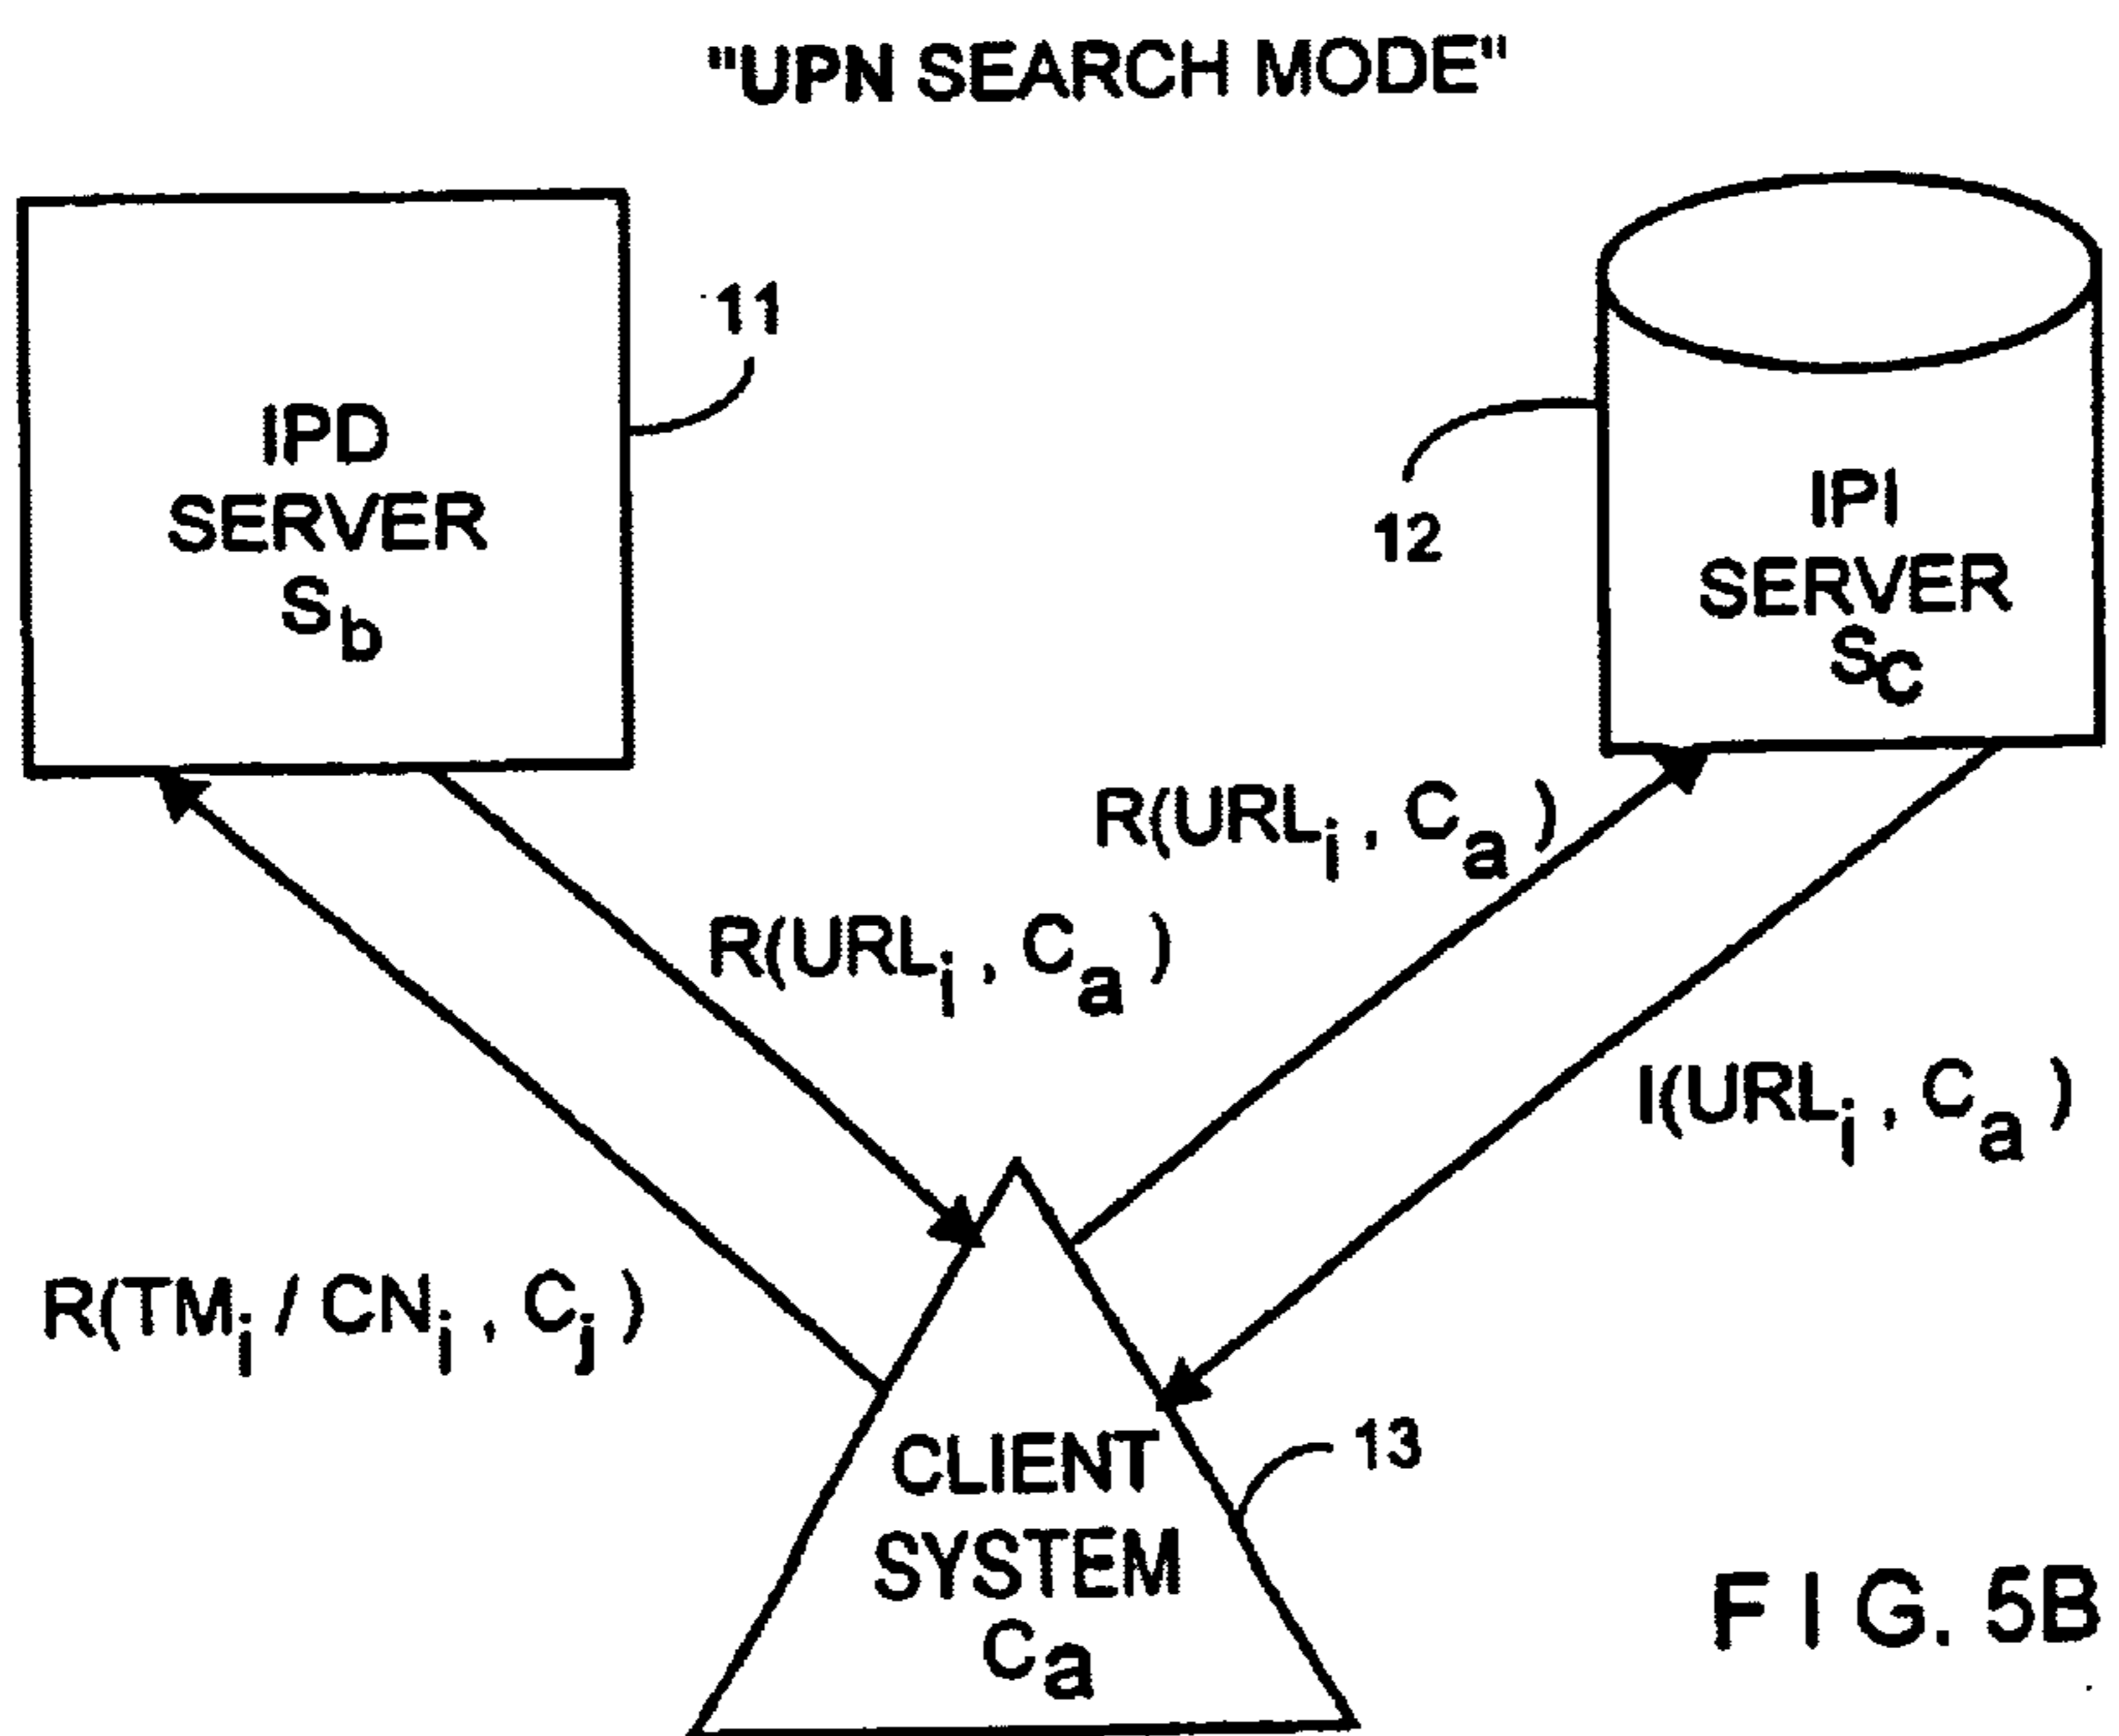 "UPN SEARCH MODE"
11
IPD
SERVER
Sb
12
IPI
SERVER
SC
R(URLi, Ca)
R(URLi, Ca)
I(URLi, Ca)
R(TMi / CNi, Cj)
13
CLIENT
SYSTEM
Ca
FIG. 5B